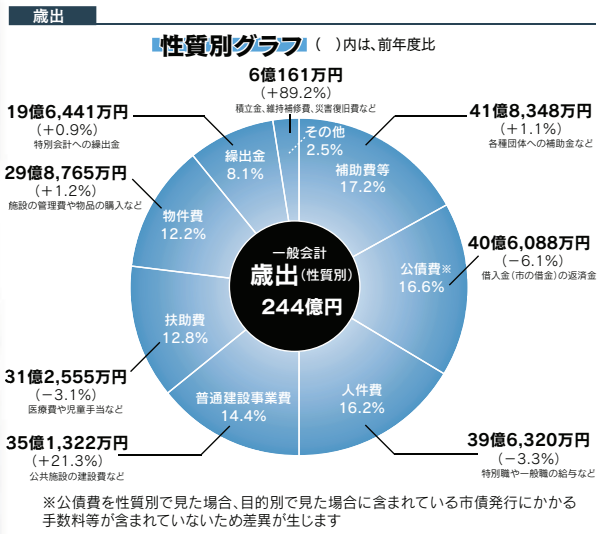 歳出
性質別グラフ ( )内は、前年度比
6億161万円
(+89.2%)
積立金、維持補修費、災害復旧費など
その他
2.5%
41億8,348万円
(+1.1%)
各種団体への補助金など
補助費等
17.2%
40億6,088万円
(−6.1%)
借入金(市の借金)の返済金
公債費※
16.6%
39億6,320万円
(−3.3%)
特別職や一般職の給与など
人件費
16.2%
35億1,322万円
(+21.3%)
公共施設の建設費など
普通建設事業費
14.4%
31億2,555万円
(−3.1%)
医療費や児童手当など
扶助費
12.8%
29億8,765万円
(+1.2%)
施設の管理費や物品の購入など
物件費
12.2%
19億6,441万円
(+0.9%)
特別会計への繰出金
繰出金
8.1%
一般会計
歳出(性質別)
244億円
※公債費を性質別で見た場合、目的別で見た場合に含まれている市債発行にかかる
手数料等が含まれていないため差異が生じます